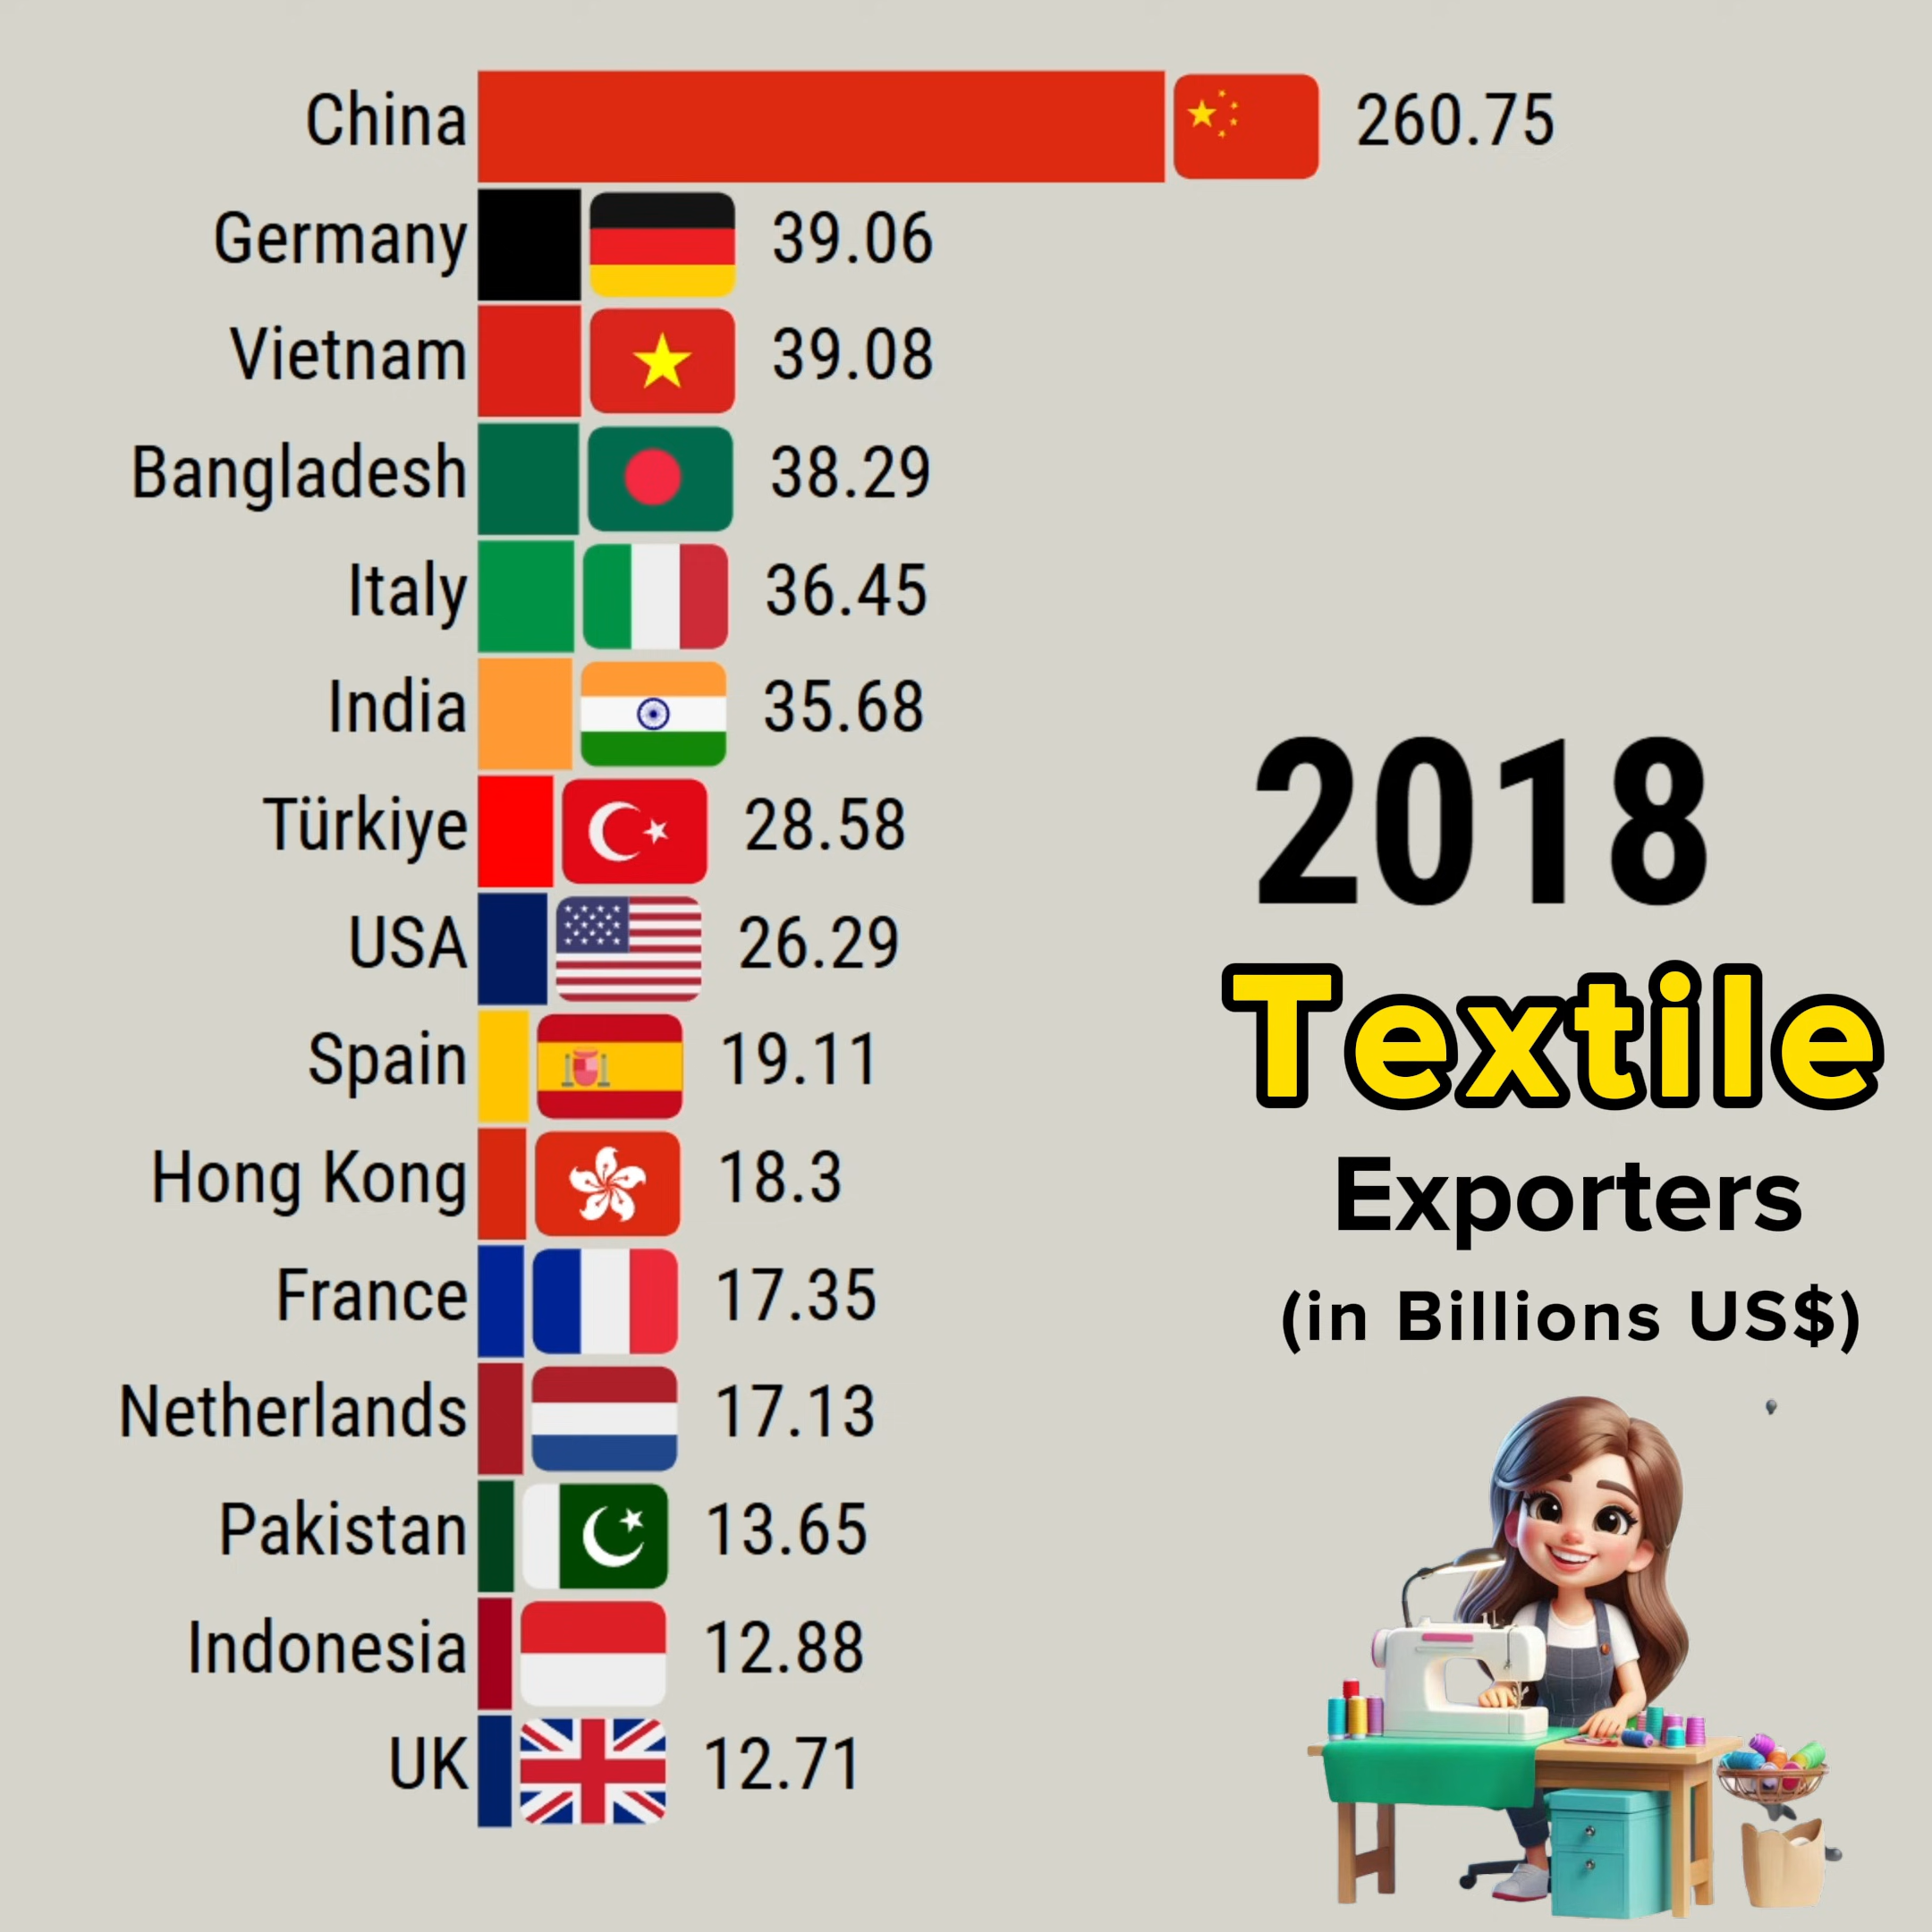 China 260.75
Germany 39.06
Vietnam 39.08
Bangladesh 38.29
Italy 36.45
India 35.68
Türkiye 28.58
USA 26.29
Spain 19.11
Hong Kong 18.3
France 17.35
Netherlands 17.13
Pakistan 13.65
Indonesia 12.88
UK 12.71
2018
Textile
Exporters
(in Billions US$)